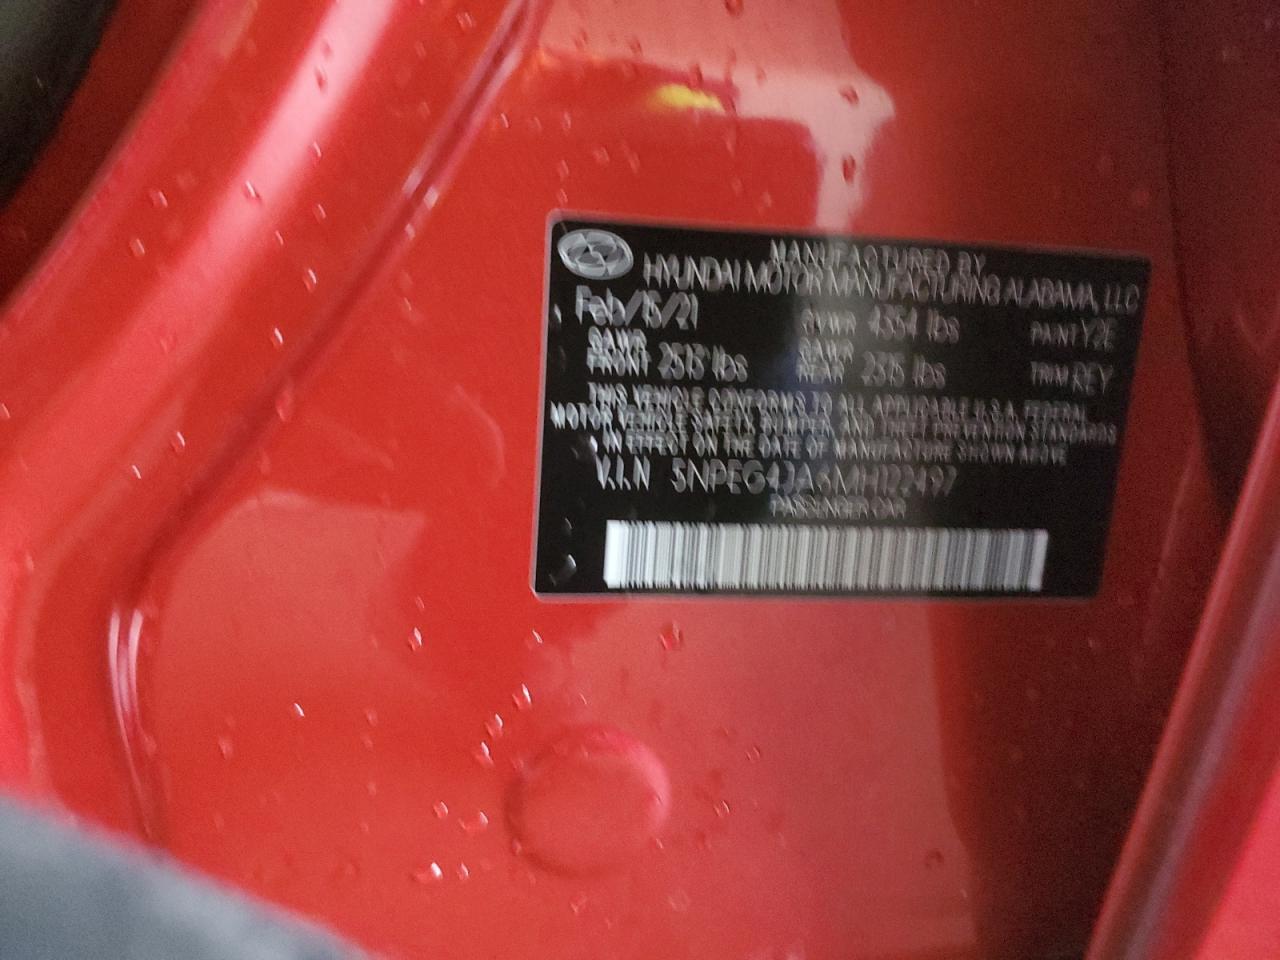 MANUFACTURED BY
HYUNDAI MOTOR MANUFACTURING ALABAMA, LLC
Feb/15/21 GVWR 4354 lbs PAINT Y2E
GAWR FRONT 2513 lbs GAWR REAR 2315 lbs TRIM REY
THIS VEHICLE CONFORMS TO ALL APPLICABLE U.S.A. FEDERAL
MOTOR VEHICLE SAFETY, BUMPER, AND THEFT PREVENTION STANDARDS
IN EFFECT ON THE DATE OF MANUFACTURE SHOWN ABOVE
V.I.N 5NPEG4JA6MH122497
PASSENGER CAR